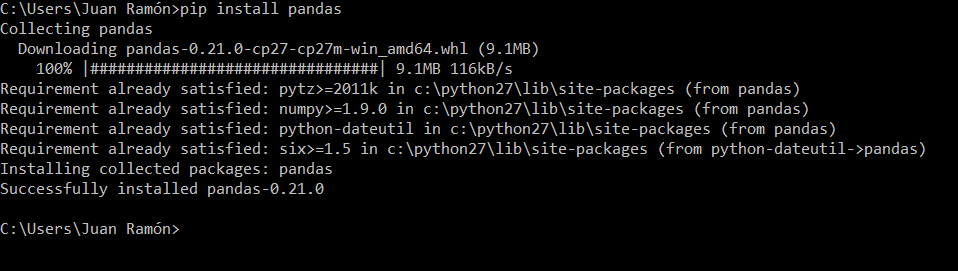 C:\Users\Juan Ramón>pip install pandas
Collecting pandas
  Downloading pandas-0.21.0-cp27-cp27m-win_amd64.whl (9.1MB)
    100% |################################| 9.1MB 116kB/s
Requirement already satisfied: pytz>=2011k in c:\python27\lib\site-packages (from pandas)
Requirement already satisfied: numpy>=1.9.0 in c:\python27\lib\site-packages (from pandas)
Requirement already satisfied: python-dateutil in c:\python27\lib\site-packages (from pandas)
Requirement already satisfied: six>=1.5 in c:\python27\lib\site-packages (from python-dateutil->pandas)
Installing collected packages: pandas
Successfully installed pandas-0.21.0
C:\Users\Juan Ramón>